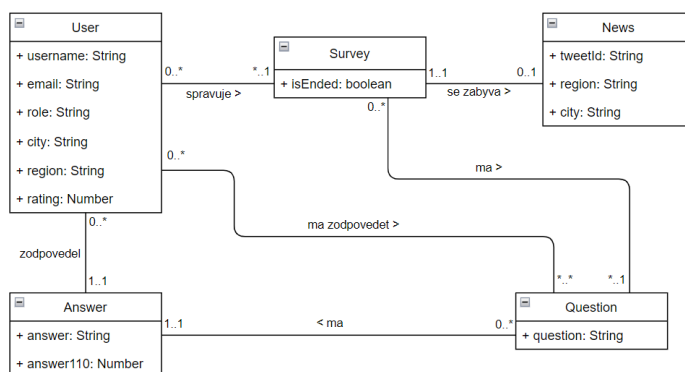 User
+ username: String
+ email: String
+ role: String
+ city: String
+ region: String
+ rating: Number
0..*
spravuje >
*..1
Survey
+ isEnded: boolean
1..1
se zabyva >
0..1
News
+ tweetId: String
+ region: String
+ city: String
0..*
ma >
*..1
0..*
ma zodpovedet >
*..*
0..*
zodpovedel
1..1
Answer
+ answer: String
+ answer110: Number
1..1
< ma
0..*
Question
+ question: String